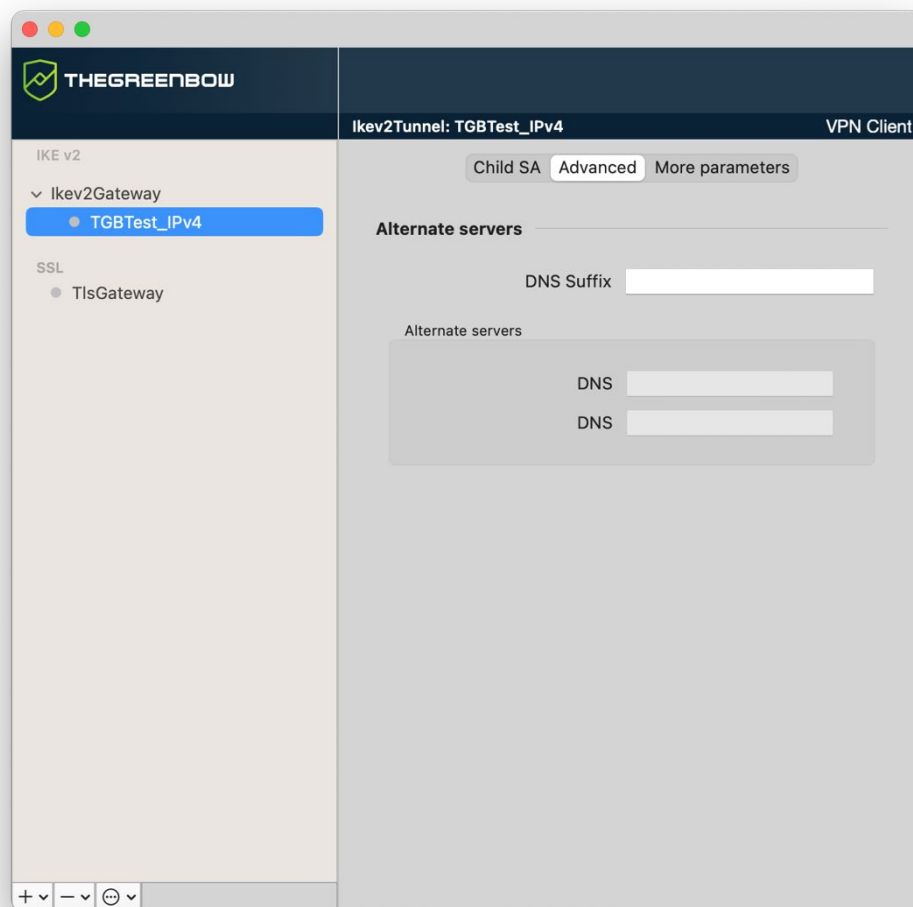 THEGREENBOW
Ikev2Tunnel: TGBTest_IPv4
VPN Client
IKE v2
Ikev2Gateway
TGBTest_IPv4
SSL
TlsGateway
Child SA
Advanced
More parameters
Alternate servers
DNS Suffix
Alternate servers
DNS
DNS